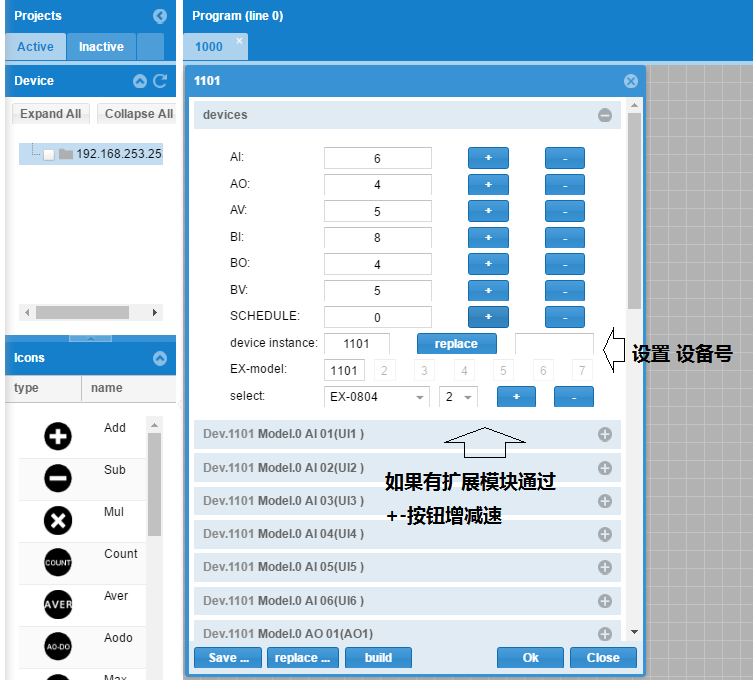 Projects
Active
Inactive
Device
Expand All
Collapse All
192.168.253.25
Icons
type
name
Add
Sub
Mul
COUNT
Count
AVER
Aver
AO-DO
Aodo
Max
Program (line 0)
1000
1101
devices
AI:
6
+
-
AO:
4
+
-
AV:
5
+
-
BI:
8
+
-
BO:
4
+
-
BV:
5
+
-
SCHEDULE:
0
+
-
device instance:
1101
replace
EX-model:
1101
2
3
4
5
6
7
select:
EX-0804
2
+
-
设置 设备号
Dev.1101 Model.0 AI 01(UI1 )
Dev.1101 Model.0 AI 02(UI2 )
Dev.1101 Model.0 AI 03(UI3 )
Dev.1101 Model.0 AI 04(UI4 )
Dev.1101 Model.0 AI 05(UI5 )
Dev.1101 Model.0 AI 06(UI6 )
Dev.1101 Model.0 AO 01(AO1)
如果有扩展模块通过
+-按钮增减速
Save ...
replace ...
build
Ok
Close